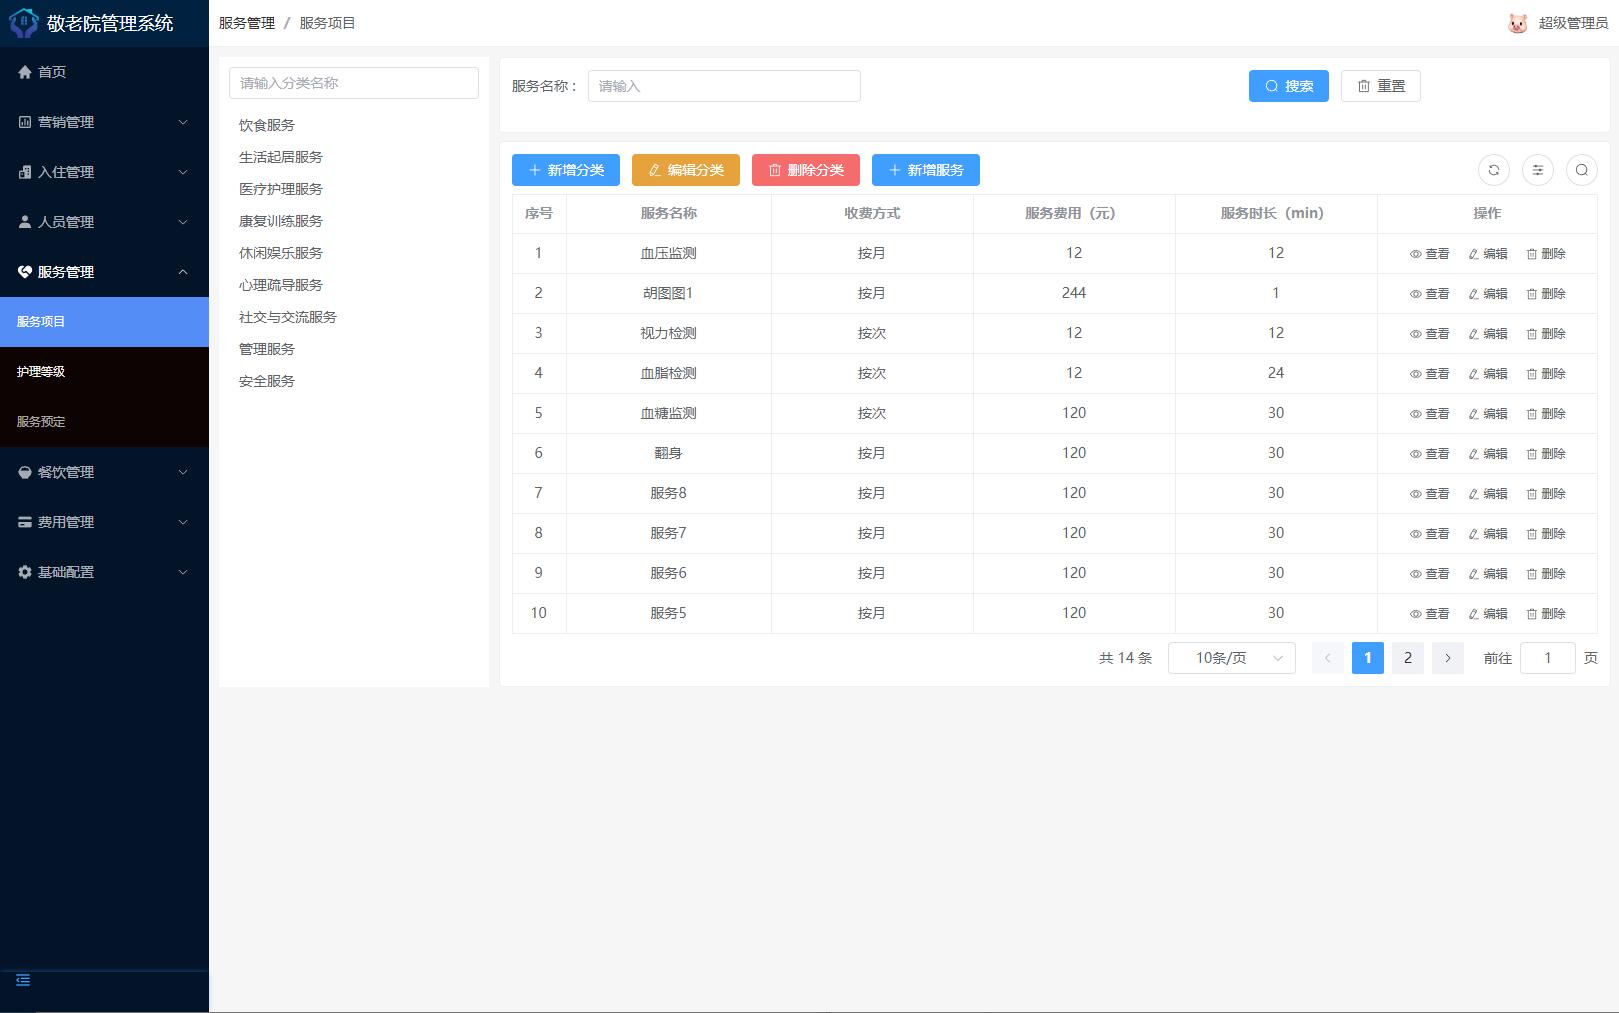 敬老院管理系统
服务管理 / 服务项目
超级管理员
首页
营销管理
入住管理
人员管理
服务管理
服务项目
护理等级
服务预定
餐饮管理
费用管理
基础配置
请输入分类名称
饮食服务
生活起居服务
医疗护理服务
康复训练服务
休闲娱乐服务
心理疏导服务
社交与交流服务
管理服务
安全服务
服务名称： 请输入 搜索 重置
新增分类 编辑分类 删除分类 新增服务
序号 服务名称 收费方式 服务费用（元） 服务时长（min） 操作
1 血压监测 按月 12 12 查看 编辑 删除
2 胡图图1 按月 244 1 查看 编辑 删除
3 视力检测 按次 12 12 查看 编辑 删除
4 血脂检测 按次 12 24 查看 编辑 删除
5 血糖监测 按次 120 30 查看 编辑 删除
6 翻身 按月 120 30 查看 编辑 删除
7 服务8 按月 120 30 查看 编辑 删除
8 服务7 按月 120 30 查看 编辑 删除
9 服务6 按月 120 30 查看 编辑 删除
10 服务5 按月 120 30 查看 编辑 删除
共 14 条 10条/页 1 2 前往 1 页